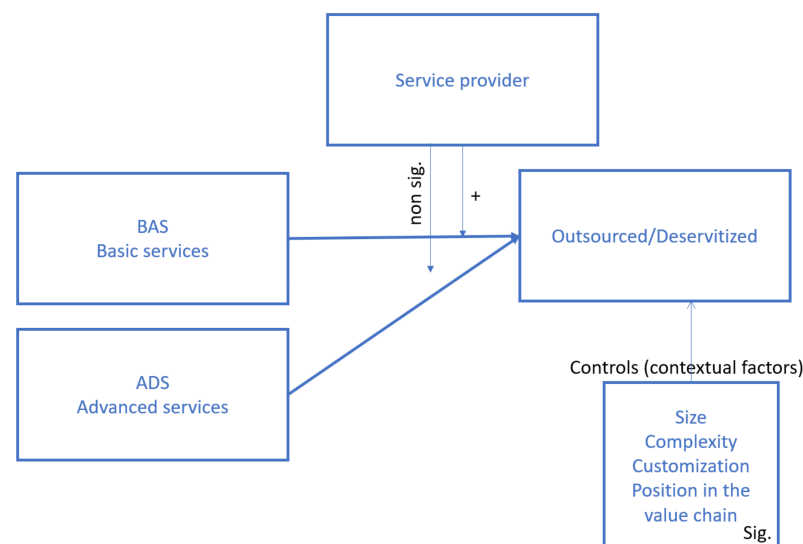 Service provider
non sig.
+
BAS
Basic services
Outsourced/Deservitized
ADS
Advanced services
Controls (contextual factors)
Size
Complexity
Customization
Position in the
value chain
Sig.